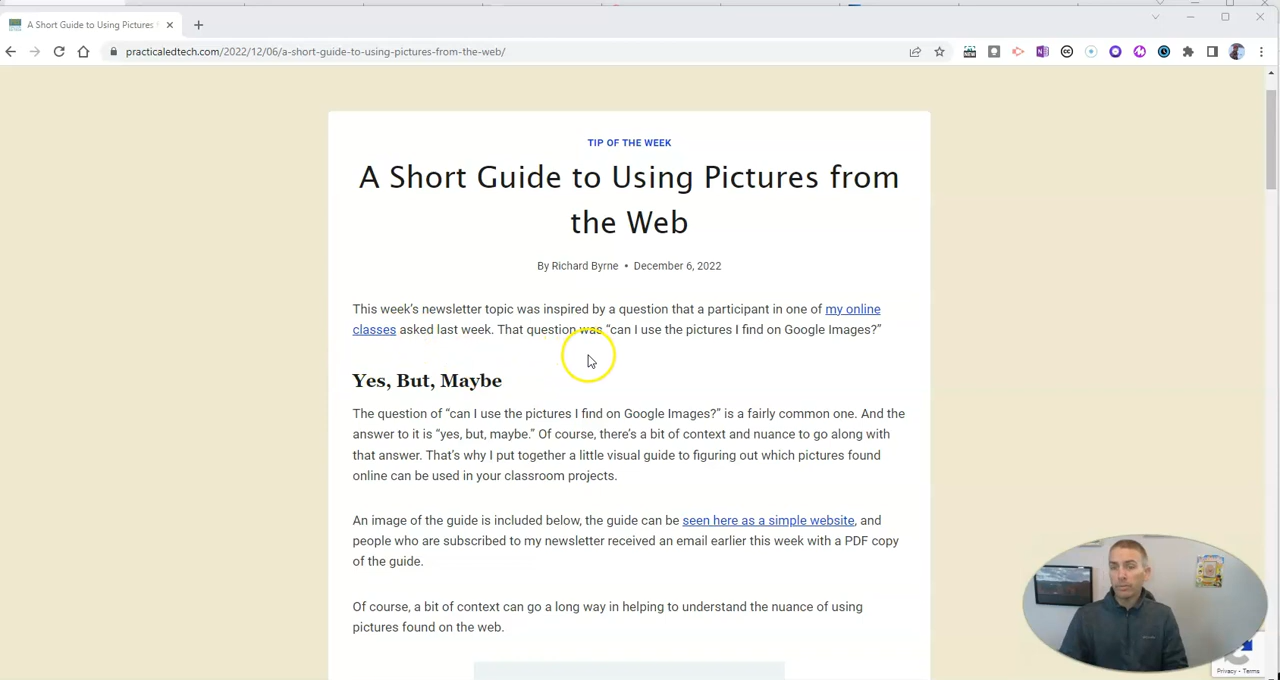 A Short Guide to Using Pictures
practicaledtech.com/2022/12/06/a-short-guide-to-using-pictures-from-the-web/
TIP OF THE WEEK
A Short Guide to Using Pictures from
the Web
By Richard Byrne • December 6, 2022
This week's newsletter topic was inspired by a question that a participant in one of my online
classes asked last week. That question was “can I use the pictures I find on Google Images?”
Yes, But, Maybe
The question of “can I use the pictures I find on Google Images?” is a fairly common one. And the
answer to it is “yes, but, maybe.” Of course, there's a bit of context and nuance to go along with
that answer. That's why I put together a little visual guide to figuring out which pictures found
online can be used in your classroom projects.
An image of the guide is included below, the guide can be seen here as a simple website, and
people who are subscribed to my newsletter received an email earlier this week with a PDF copy
of the guide.
Of course, a bit of context can go a long way in helping to understand the nuance of using
pictures found on the web.
Privacy - Terms